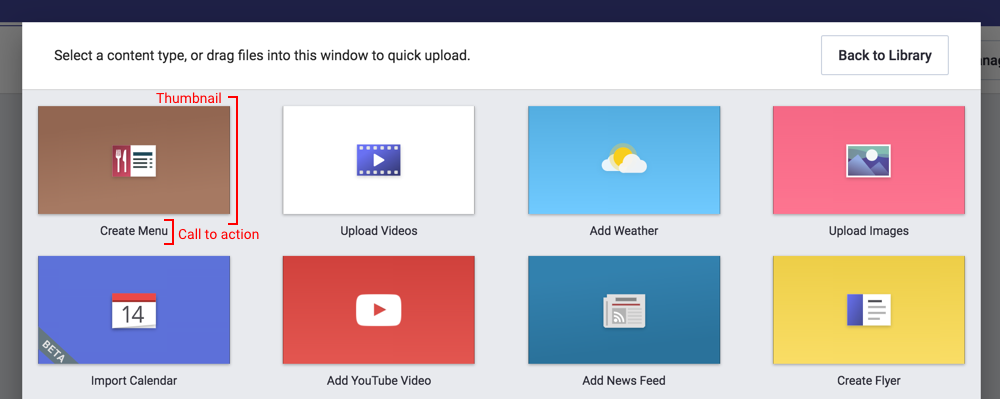 Select a content type, or drag files into this window to quick upload.
Back to Library
Thumbnail
Create Menu
Call to action
Upload Videos
Add Weather
Upload Images
14
BETA
Import Calendar
Add YouTube Video
Add News Feed
Create Flyer